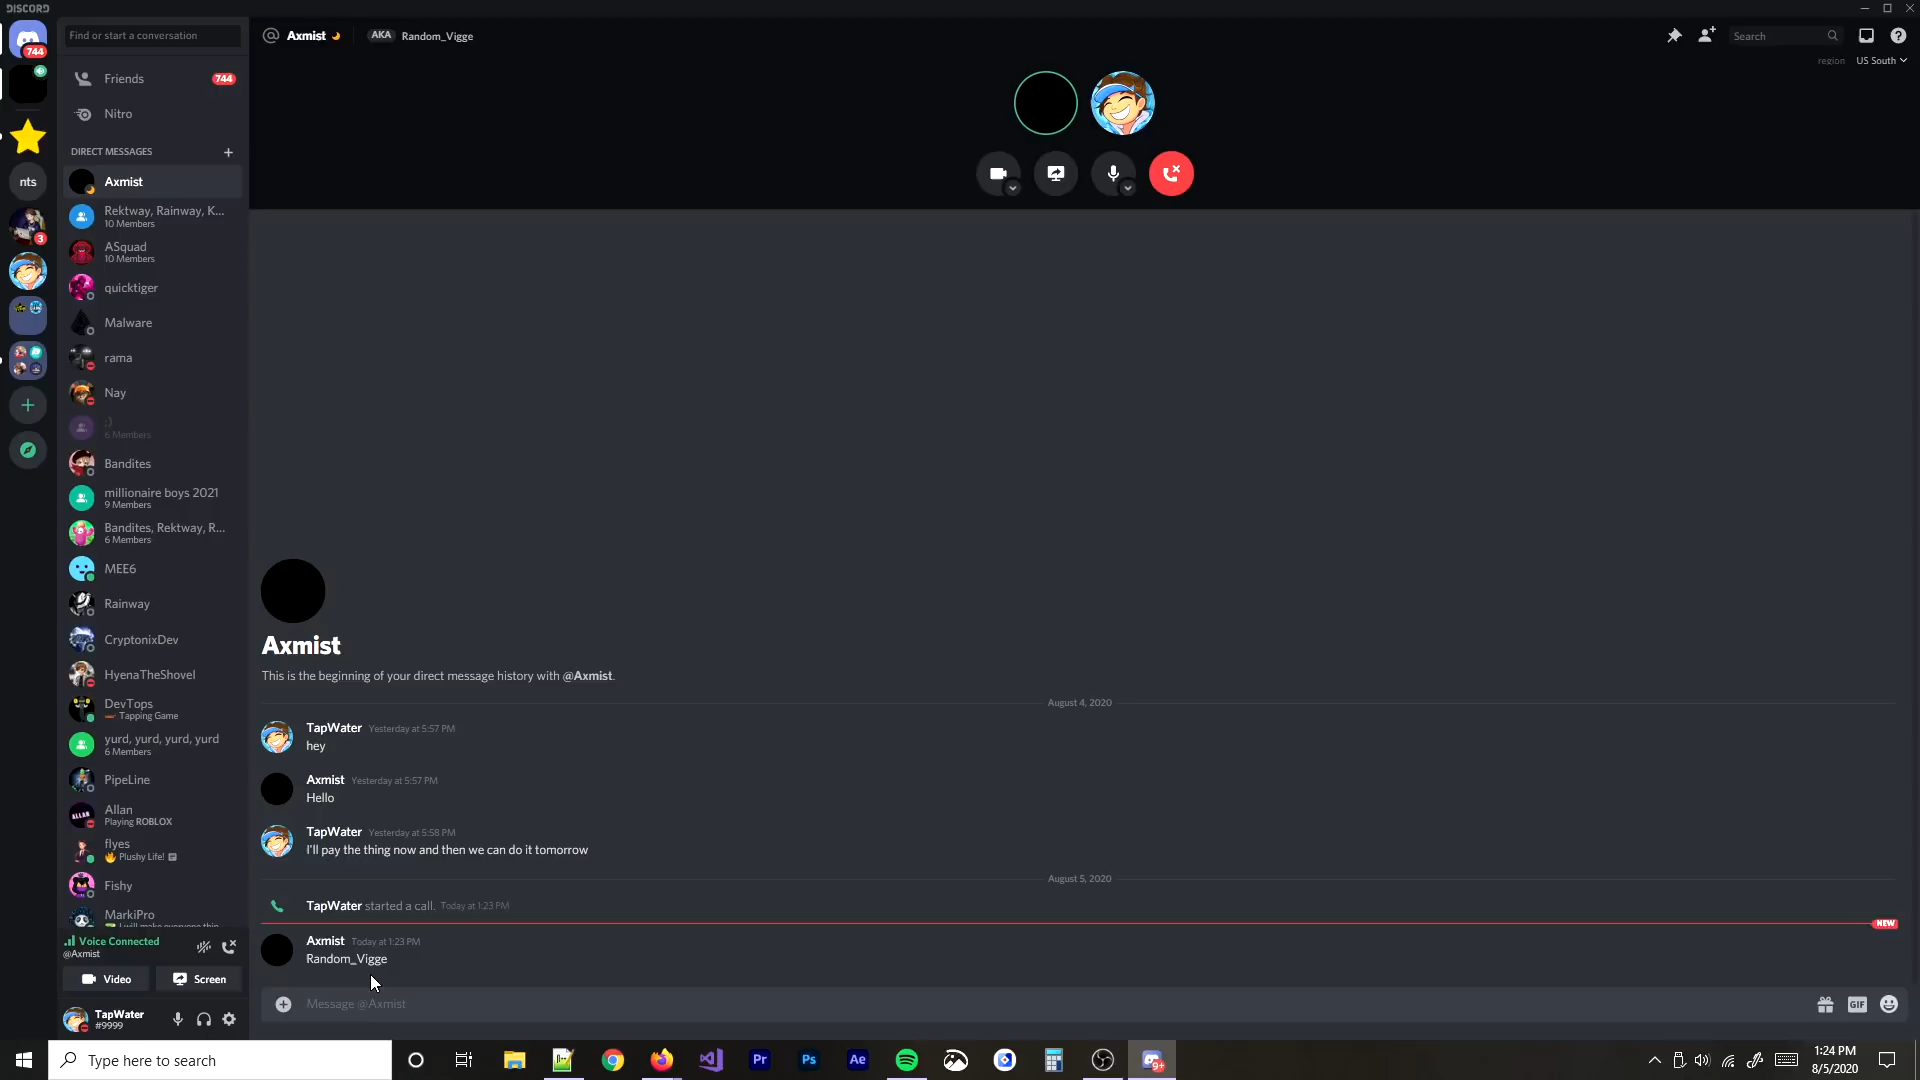 DISCORD
744
Find or start a conversation
Axmist
AKA Random_Vigge
Search
region US South
Friends 744
Nitro
DIRECT MESSAGES
Axmist
nts
Rektway, Rainway, K...
10 Members
3
ASquad
10 Members
quicktiger
Malware
rama
Nay
;)
6 Members
Bandites
millionaire boys 2021
9 Members
Bandites, Rektway, R...
6 Members
MEE6
Rainway
CryptonixDev
HyenaTheShovel
DevTops
Tapping Game
yurd, yurd, yurd, yurd
6 Members
PipeLine
Allan
Playing ROBLOX
flyes
Plushy Life!
Fishy
MarkiPro
I will make everyone thin
Voice Connected
@Axmist
Video Screen
TapWater
#9999
Axmist
This is the beginning of your direct message history with @Axmist.
August 4, 2020
TapWater Yesterday at 5:57 PM
hey
Axmist Yesterday at 5:57 PM
Hello
TapWater Yesterday at 5:58 PM
I'll pay the thing now and then we can do it tomorrow
August 5, 2020
TapWater started a call. Today at 1:23 PM
NEW
Axmist Today at 1:23 PM
Random_Vigge
Message @Axmist
GIF
Type here to search
Pr
Ps
Ae
9+
1:24 PM
8/5/2020